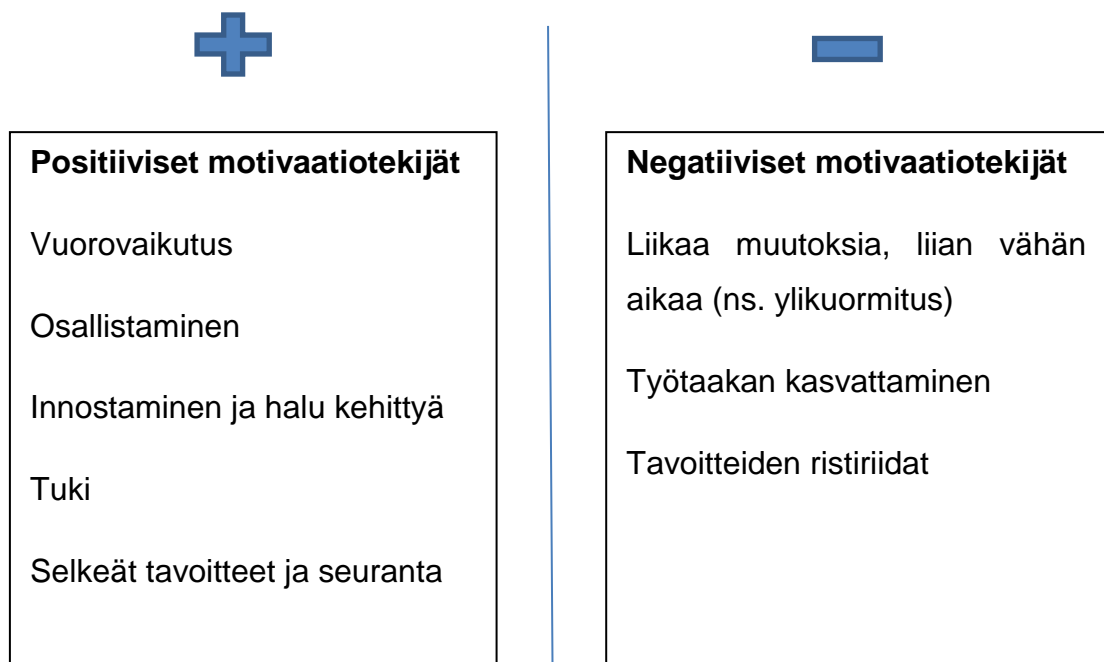 Positiiviset motivaatiotekijät
Vuorovaikutus
Osallistaminen
Innostaminen ja halu kehittyä
Tuki
Selkeät tavoitteet ja seuranta
Negatiiviset motivaatiotekijät
Liikaa muutoksia, liian vähän
aikaa (ns. ylikuormitus)
Työtaakan kasvattaminen
Tavoitteiden ristiriidat